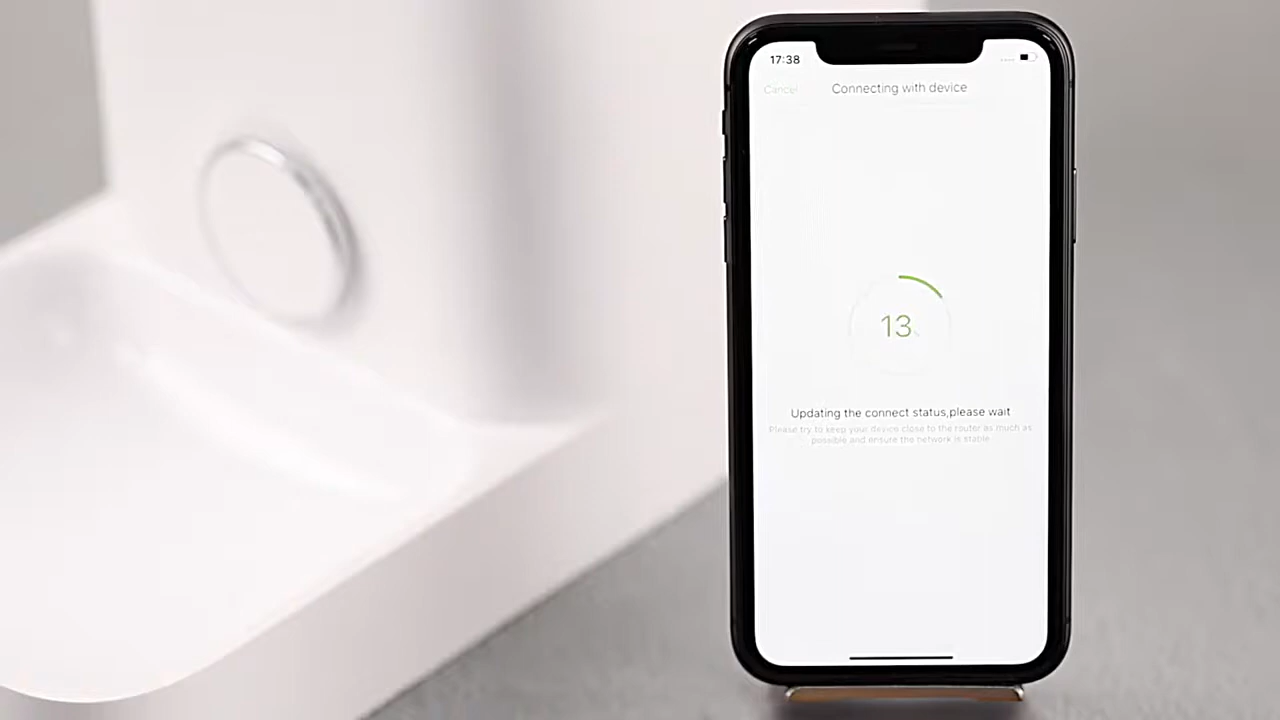 17:38
Cancel
Connecting with device
13
Updating the connect status,please wait
Please try to keep your device close to the router as much as
possible and ensure the network is stable